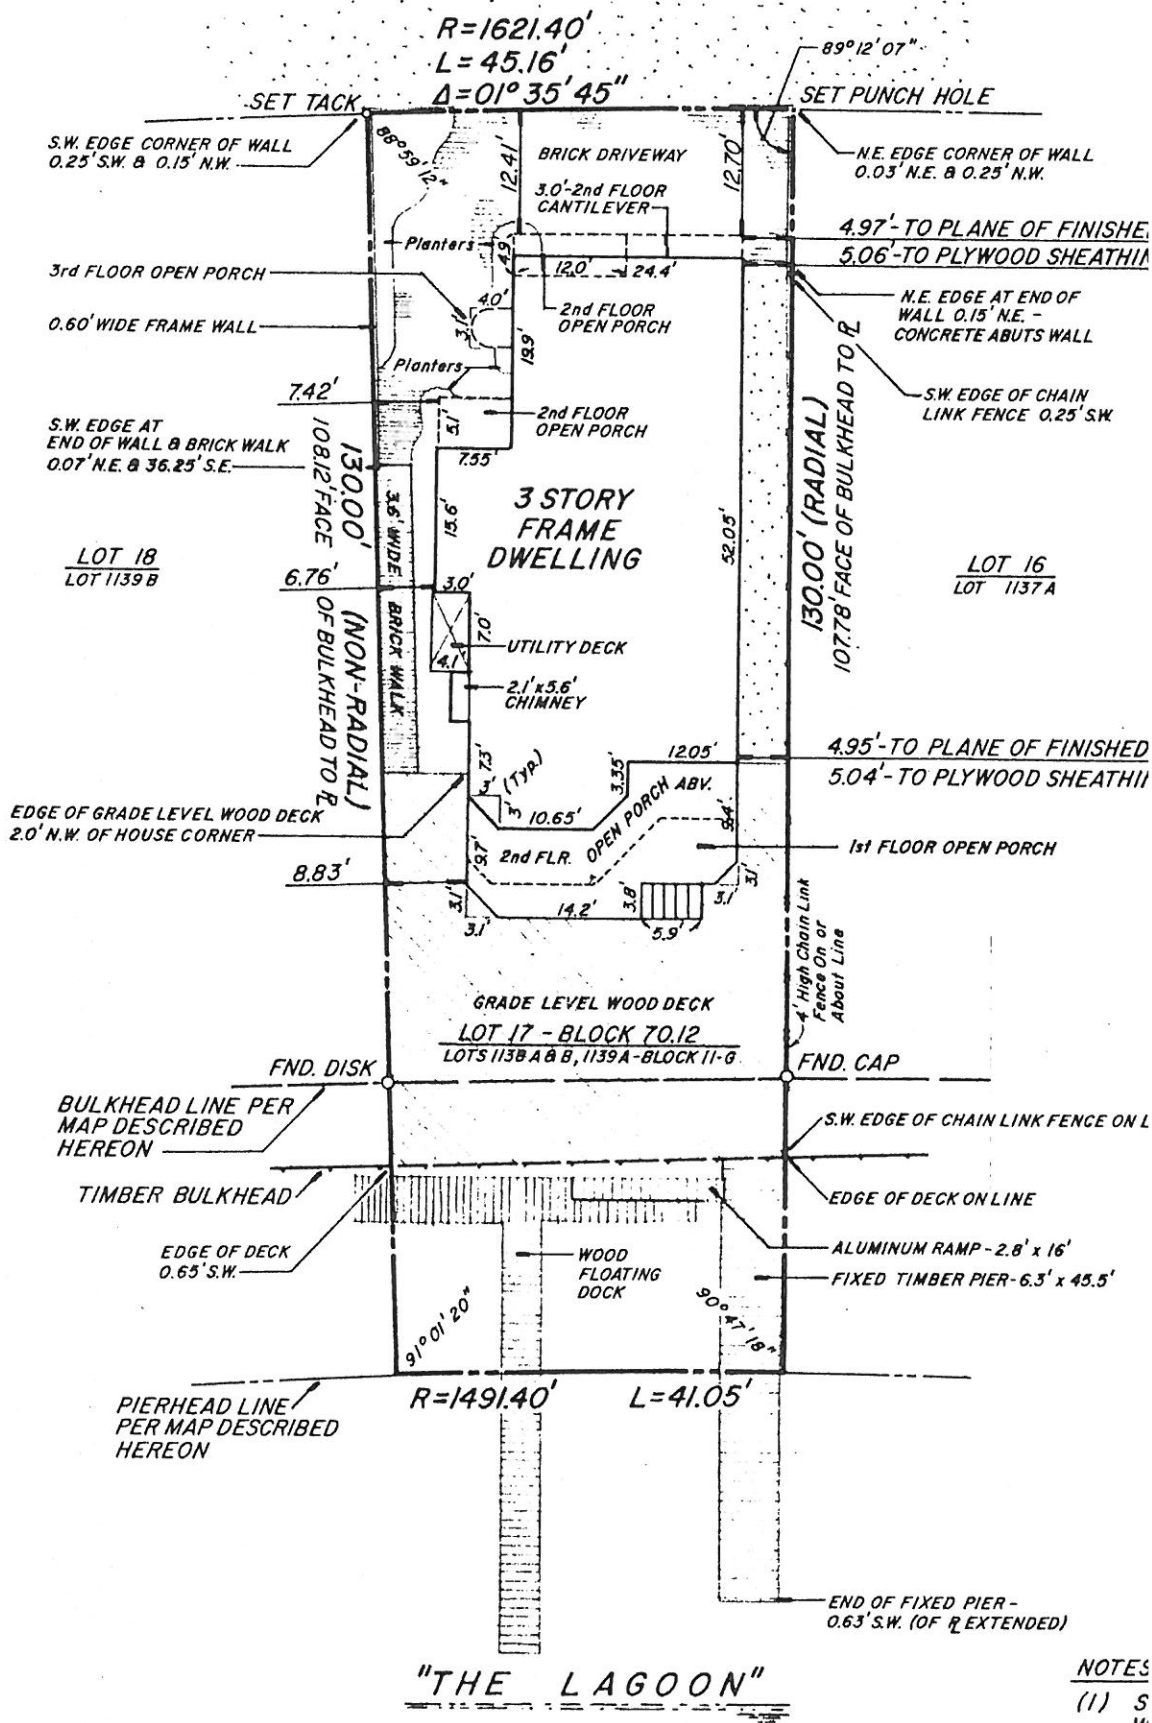 R=1621.40'
L=45.16'
Δ=01°35'45"
89°12'07"
SET TACK
SET PUNCH HOLE
S.W. EDGE CORNER OF WALL
0.25' S.W. & 0.15' N.W.
88°59'12"
12.41'
BRICK DRIVEWAY
12.70'
N.E. EDGE CORNER OF WALL
0.03' N.E. & 0.25' N.W.
3.0'-2nd FLOOR
CANTILEVER
4.97'-TO PLANE OF FINISHE
5.06'-TO PLYWOOD SHEATHIN
Planters
4.9'
12.0'
24.4'
3rd FLOOR OPEN PORCH
4.0'
3.1'
2nd FLOOR
OPEN PORCH
19.9'
0.60' WIDE FRAME WALL
N.E. EDGE AT END OF
WALL 0.15' N.E. -
CONCRETE ABUTS WALL
Planters
7.42'
5.1'
2nd FLOOR
OPEN PORCH
7.55'
S.W. EDGE OF CHAIN
LINK FENCE 0.25' S.W.
S.W. EDGE AT
END OF WALL & BRICK WALK
0.07' N.E. & 36.25' S.E.
130.00' (NON-RADIAL)
108.12' FACE OF BULKHEAD TO ℞
3.6' WIDE BRICK WALK
15.6'
3 STORY
FRAME
DWELLING
52.05'
130.00' (RADIAL)
107.78' FACE OF BULKHEAD TO ℞
LOT 18
LOT 1139 B
LOT 16
LOT 1137 A
6.76'
3.0'
7.0'
4.1'
UTILITY DECK
2.1' x 5.6'
CHIMNEY
7.3'
3'
3'
(Typ.)
10.65'
3.35'
12.05'
4.95'-TO PLANE OF FINISHED
5.04'-TO PLYWOOD SHEATHIN
EDGE OF GRADE LEVEL WOOD DECK
2.0' N.W. OF HOUSE CORNER
9.7'
2nd FLR. OPEN PORCH ABV.
9.4'
1st FLOOR OPEN PORCH
8.83'
3.1'
3.1'
14.2'
3.8'
5.9'
3.1'
3.1'
4' High Chain Link
Fence On or
About Line
GRADE LEVEL WOOD DECK
LOT 17 - BLOCK 70.12
LOTS 1138 A & B, 1139 A-BLOCK 11-G
FND. DISK
FND. CAP
BULKHEAD LINE PER
MAP DESCRIBED
HEREON
S.W. EDGE OF CHAIN LINK FENCE ON L
TIMBER BULKHEAD
EDGE OF DECK ON LINE
EDGE OF DECK
0.65' S.W.
WOOD
FLOATING
DOCK
ALUMINUM RAMP-2.8' x 16'
FIXED TIMBER PIER-6.3' x 45.5'
91°01'20"
90°47'18"
R=1491.40' L=41.05'
PIERHEAD LINE
PER MAP DESCRIBED
HEREON
END OF FIXED PIER -
0.63' S.W. (OF ℞ EXTENDED)
"THE LAGOON"
NOTES
(1) S